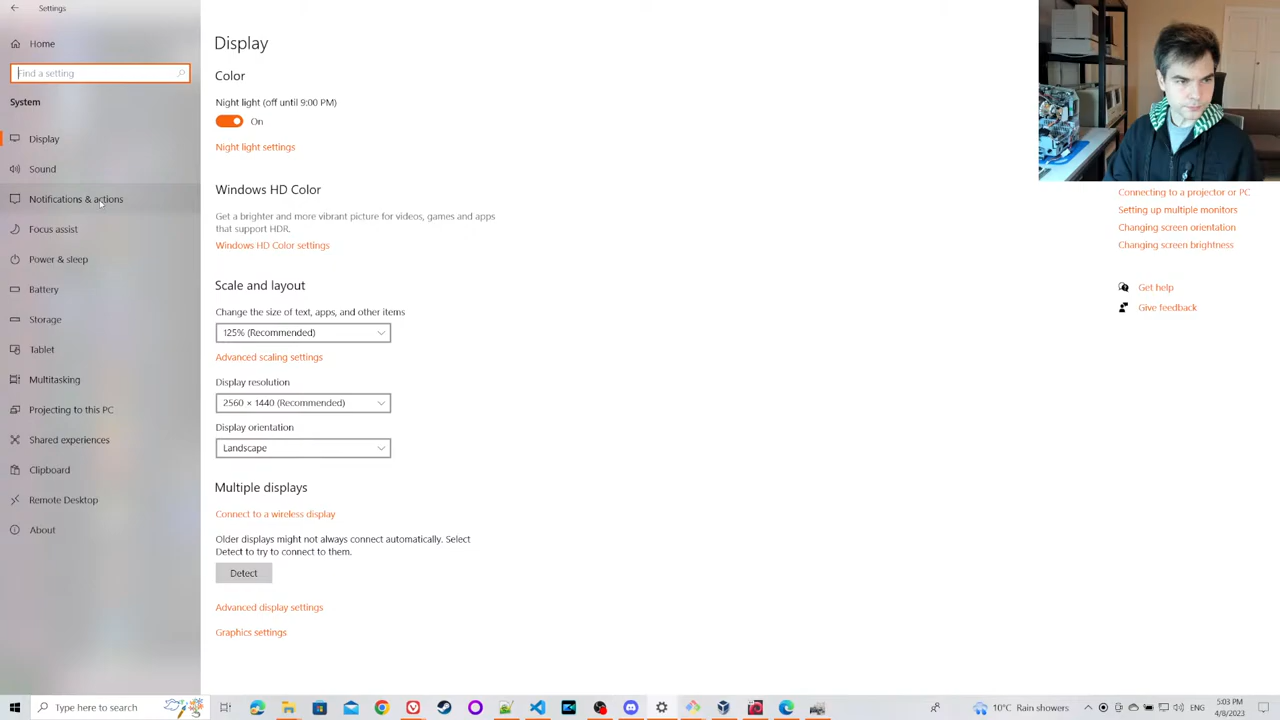 Settings
Home
Find a setting
System
Display
Sound
Notifications & actions
Focus assist
Power & sleep
Battery
Storage
Tablet
Multitasking
Projecting to this PC
Shared experiences
Clipboard
Remote Desktop
About
Display
Color
Night light (off until 9:00 PM)
On
Night light settings
Windows HD Color
Get a brighter and more vibrant picture for videos, games and apps
that support HDR.
Windows HD Color settings
Scale and layout
Change the size of text, apps, and other items
125% (Recommended)
Advanced scaling settings
Display resolution
2560 × 1440 (Recommended)
Display orientation
Landscape
Multiple displays
Connect to a wireless display
Older displays might not always connect automatically. Select
Detect to try to connect to them.
Detect
Advanced display settings
Graphics settings
Connecting to a projector or PC
Setting up multiple monitors
Changing screen orientation
Changing screen brightness
Get help
Give feedback
Type here to search
10°C Rain showers
5:03 PM
4/8/2023